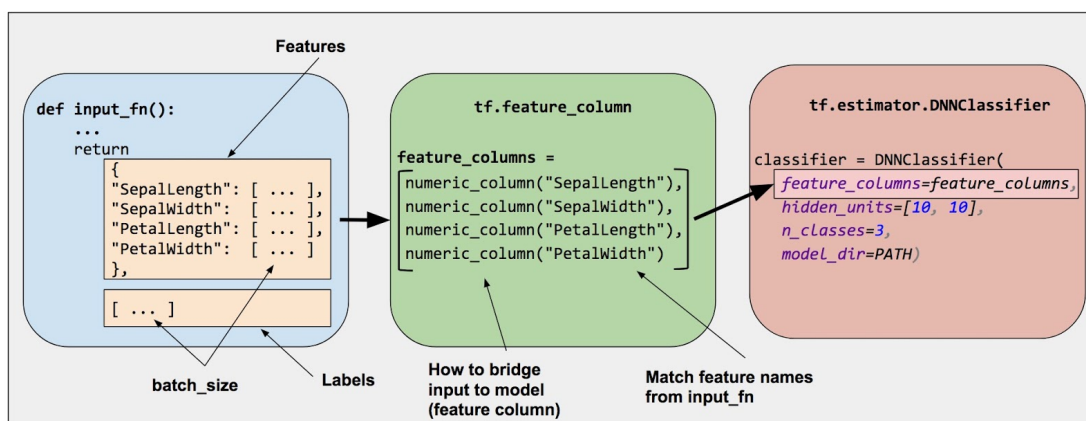 Features
def input_fn():
...
return
{
"SepalLength": [ ... ],
"SepalWidth": [ ... ],
"PetalLength": [ ... ],
"PetalWidth": [ ... ]
},
[ ... ]
batch_size
Labels
tf.feature_column
feature_columns =
numeric_column("SepalLength"),
numeric_column("SepalWidth"),
numeric_column("PetalLength"),
numeric_column("PetalWidth")
How to bridge
input to model
(feature column)
Match feature names
from input_fn
tf.estimator.DNNClassifier
classifier = DNNClassifier(
feature_columns=feature_columns,
hidden_units=[10, 10],
n_classes=3,
model_dir=PATH)